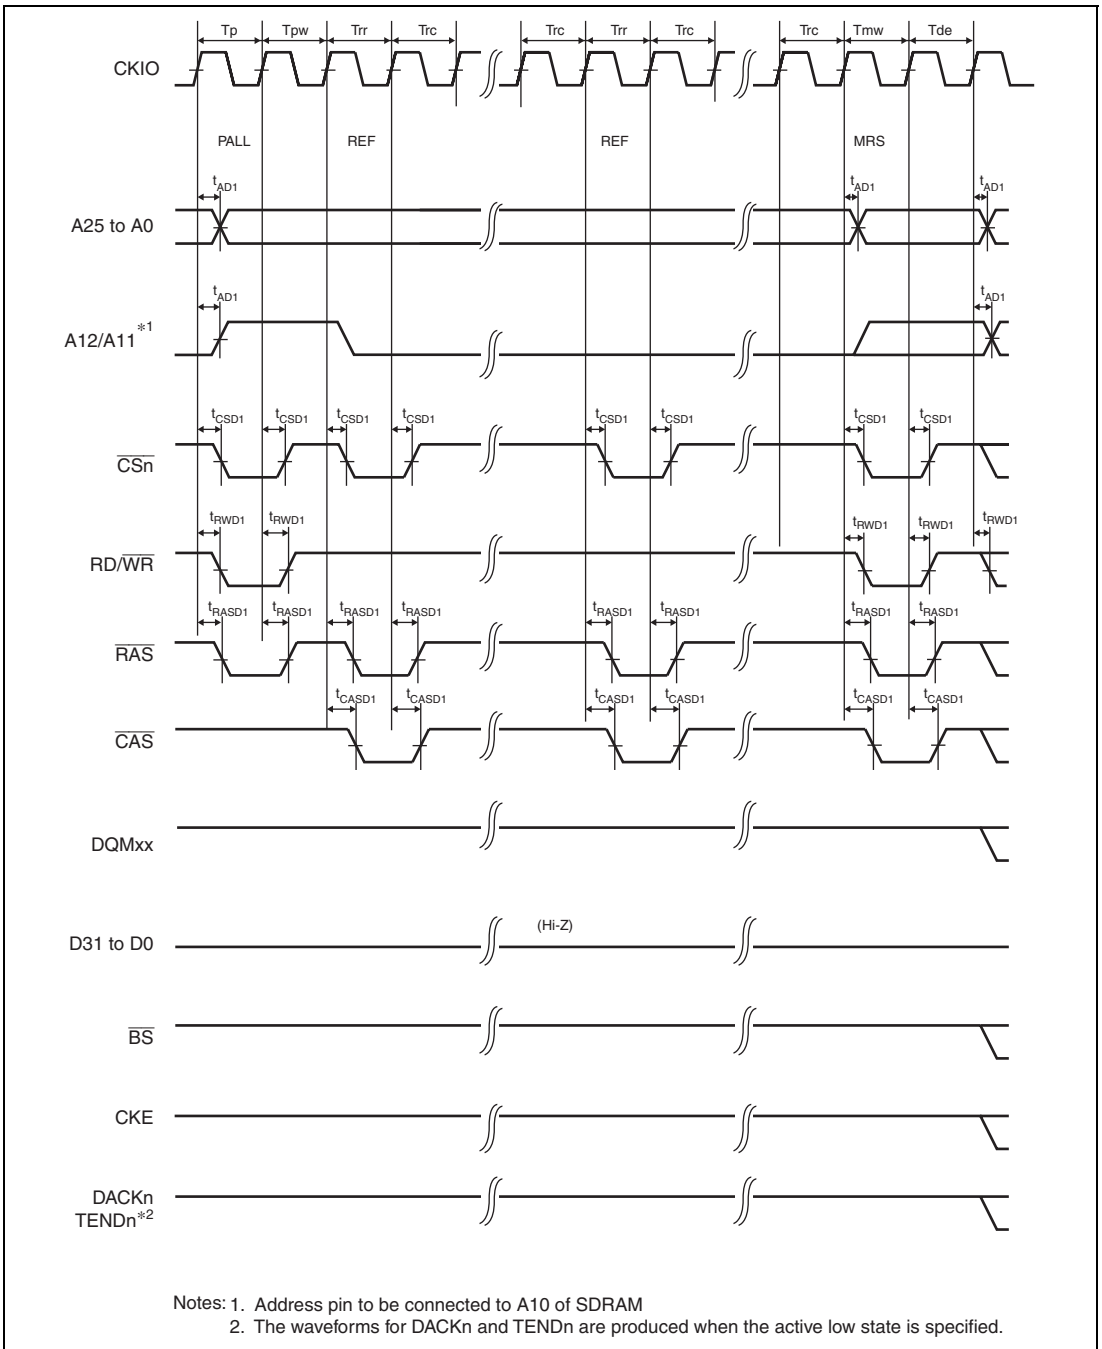 Tp Tpw Trr Trc Trc Trr Trc Trc Tmw Tde
CKIO
PALL REF REF MRS
tAD1 tAD1 tAD1
A25 to A0
tAD1 tAD1
A12/A11*1
tCSD1 tCSD1 tCSD1 tCSD1 tCSD1 tCSD1 tCSD1 tCSD1
CSn
tRWD1 tRWD1 tRWD1 tRWD1 tRWD1
RD/WR
tRASD1 tRASD1 tRASD1 tRASD1 tRASD1 tRASD1 tRASD1 tRASD1
RAS
tCASD1 tCASD1 tCASD1 tCASD1 tCASD1 tCASD1
CAS
DQMxx
(Hi-Z)
D31 to D0
BS
CKE
DACKn
TENDn*2
Notes: 1. Address pin to be connected to A10 of SDRAM
2. The waveforms for DACKn and TENDn are produced when the active low state is specified.